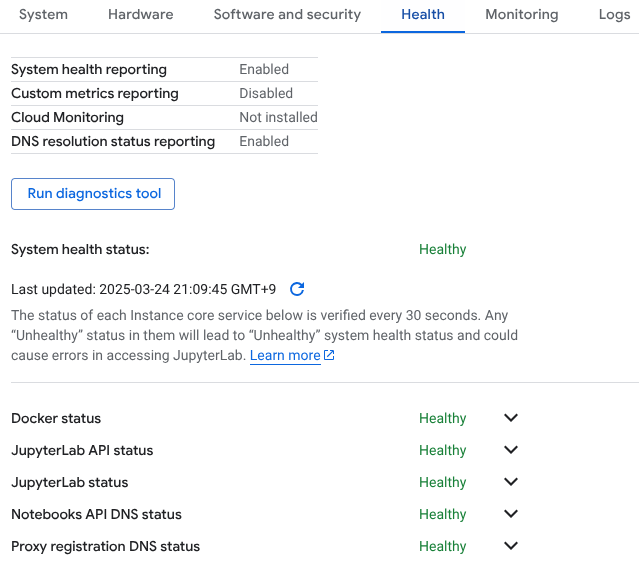 System Hardware Software and security Health Monitoring Logs
System health reporting Enabled
Custom metrics reporting Disabled
Cloud Monitoring Not installed
DNS resolution status reporting Enabled
Run diagnostics tool
System health status: Healthy
Last updated: 2025-03-24 21:09:45 GMT+9
The status of each Instance core service below is verified every 30 seconds. Any
“Unhealthy” status in them will lead to “Unhealthy” system health status and could
cause errors in accessing JupyterLab. Learn more
Docker status Healthy
JupyterLab API status Healthy
JupyterLab status Healthy
Notebooks API DNS status Healthy
Proxy registration DNS status Healthy